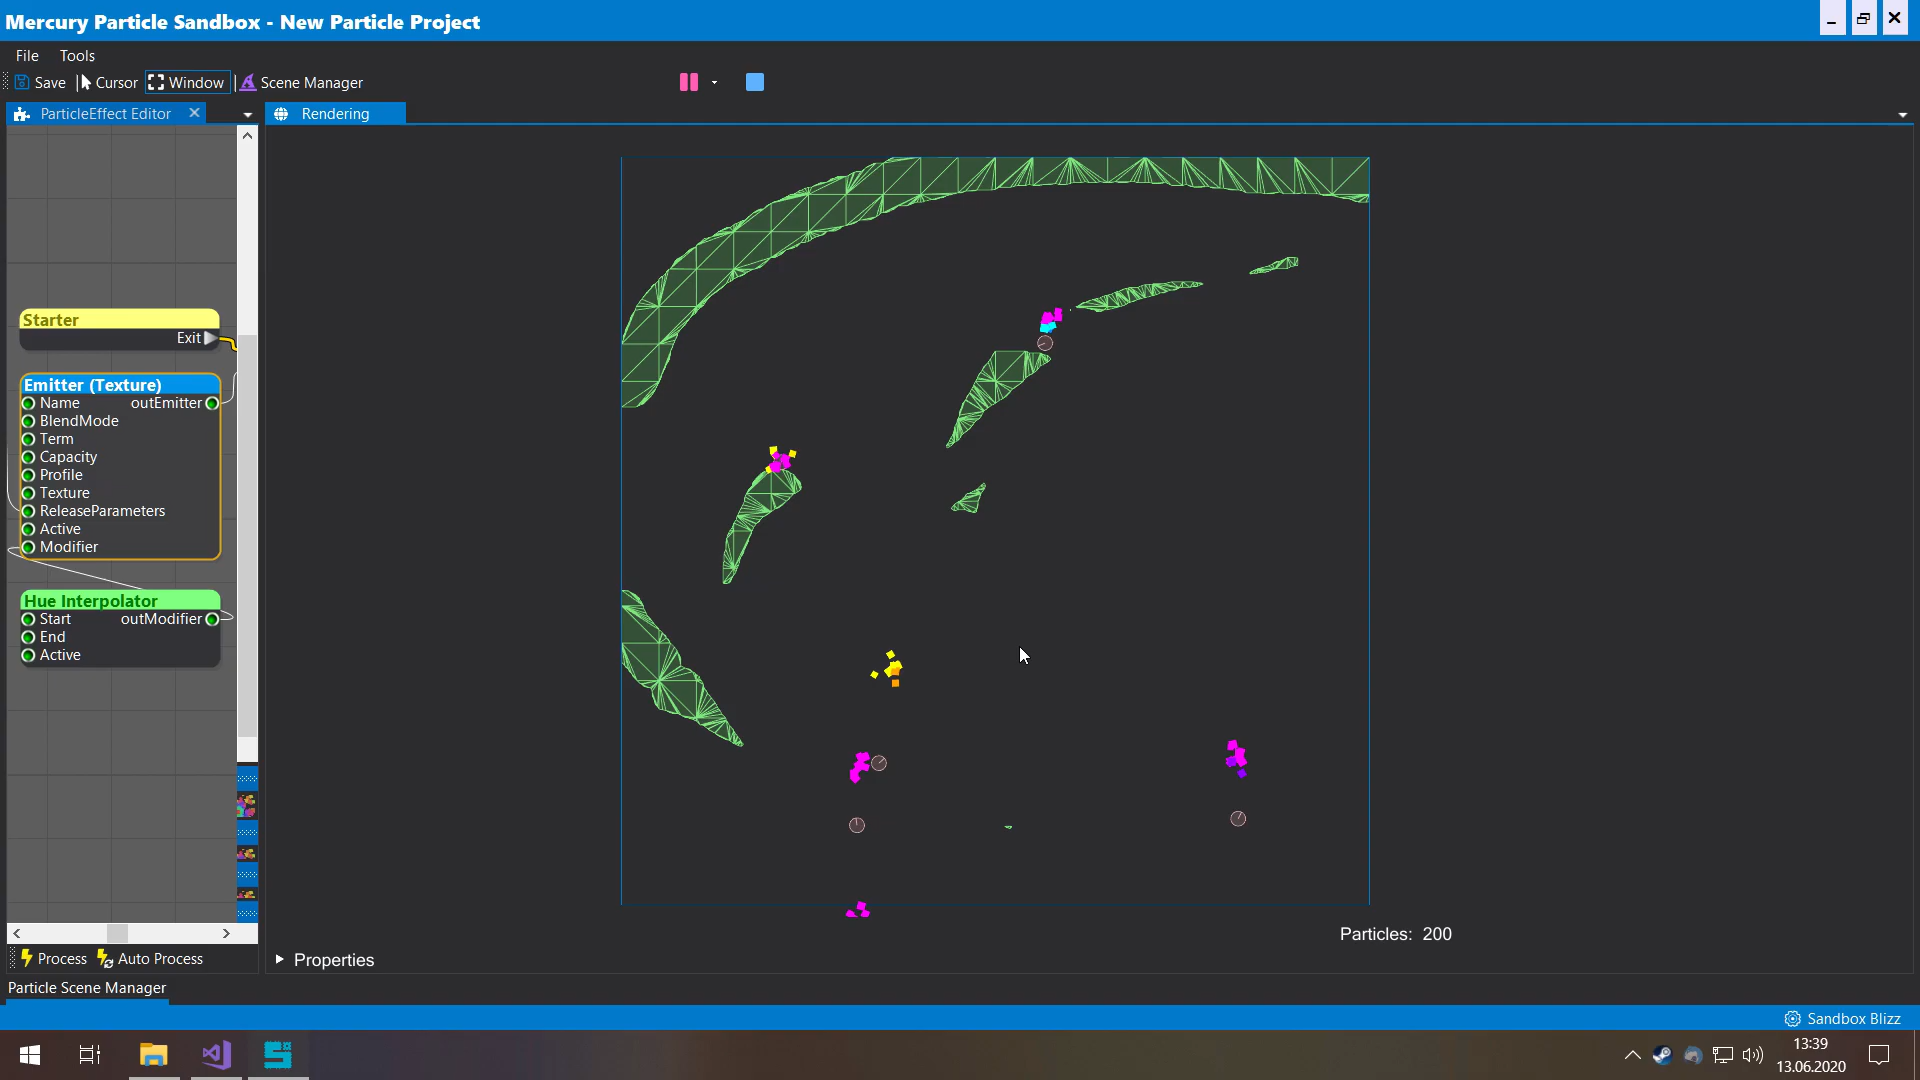 Mercury Particle Sandbox - New Particle Project
File Tools
Save Cursor Window Scene Manager
ParticleEffect Editor
Rendering
Starter
Exit
Emitter (Texture)
Name outEmitter
BlendMode
Term
Capacity
Profile
Texture
ReleaseParameters
Active
Modifier
Hue Interpolator
Start outModifier
End
Active
Particles: 200
Process Auto Process
Properties
Particle Scene Manager
Sandbox Blizz
13:39
13.06.2020